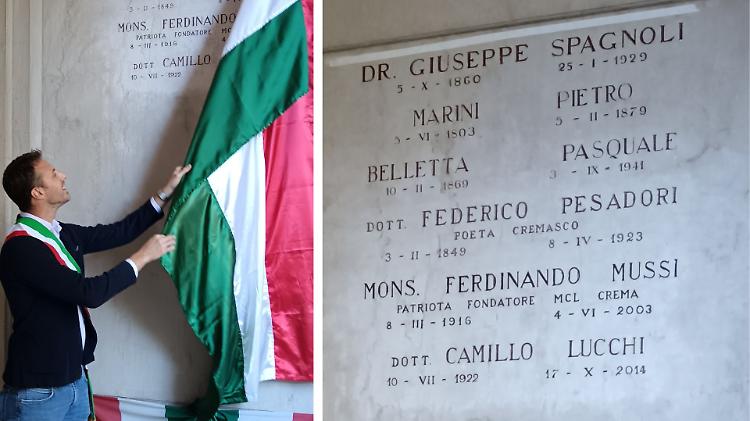 3 - II - 1849
MONS. FERDINANDO
PATRIOTA FONDATORE M
8 - III - 1916
DOTT CAMILLO
10 - VII - 1922
DR. GIUSEPPE SPAGNOLI
5 - X - 1860 25 - I - 1929
MARINI PIETRO
5 - VI - 1803 5 - II - 1879
BELLETTA PASQUALE
10 - II - 1869 3 - IX - 1941
DOTT. FEDERICO PESADORI
POETA CREMASCO
3 - II - 1849 8 - IV - 1923
MONS. FERDINANDO MUSSI
PATRIOTA FONDATORE MCL CREMA
8 - III - 1916 4 - VI - 2003
DOTT. CAMILLO LUCCHI
10 - VII - 1922 17 - X - 2014